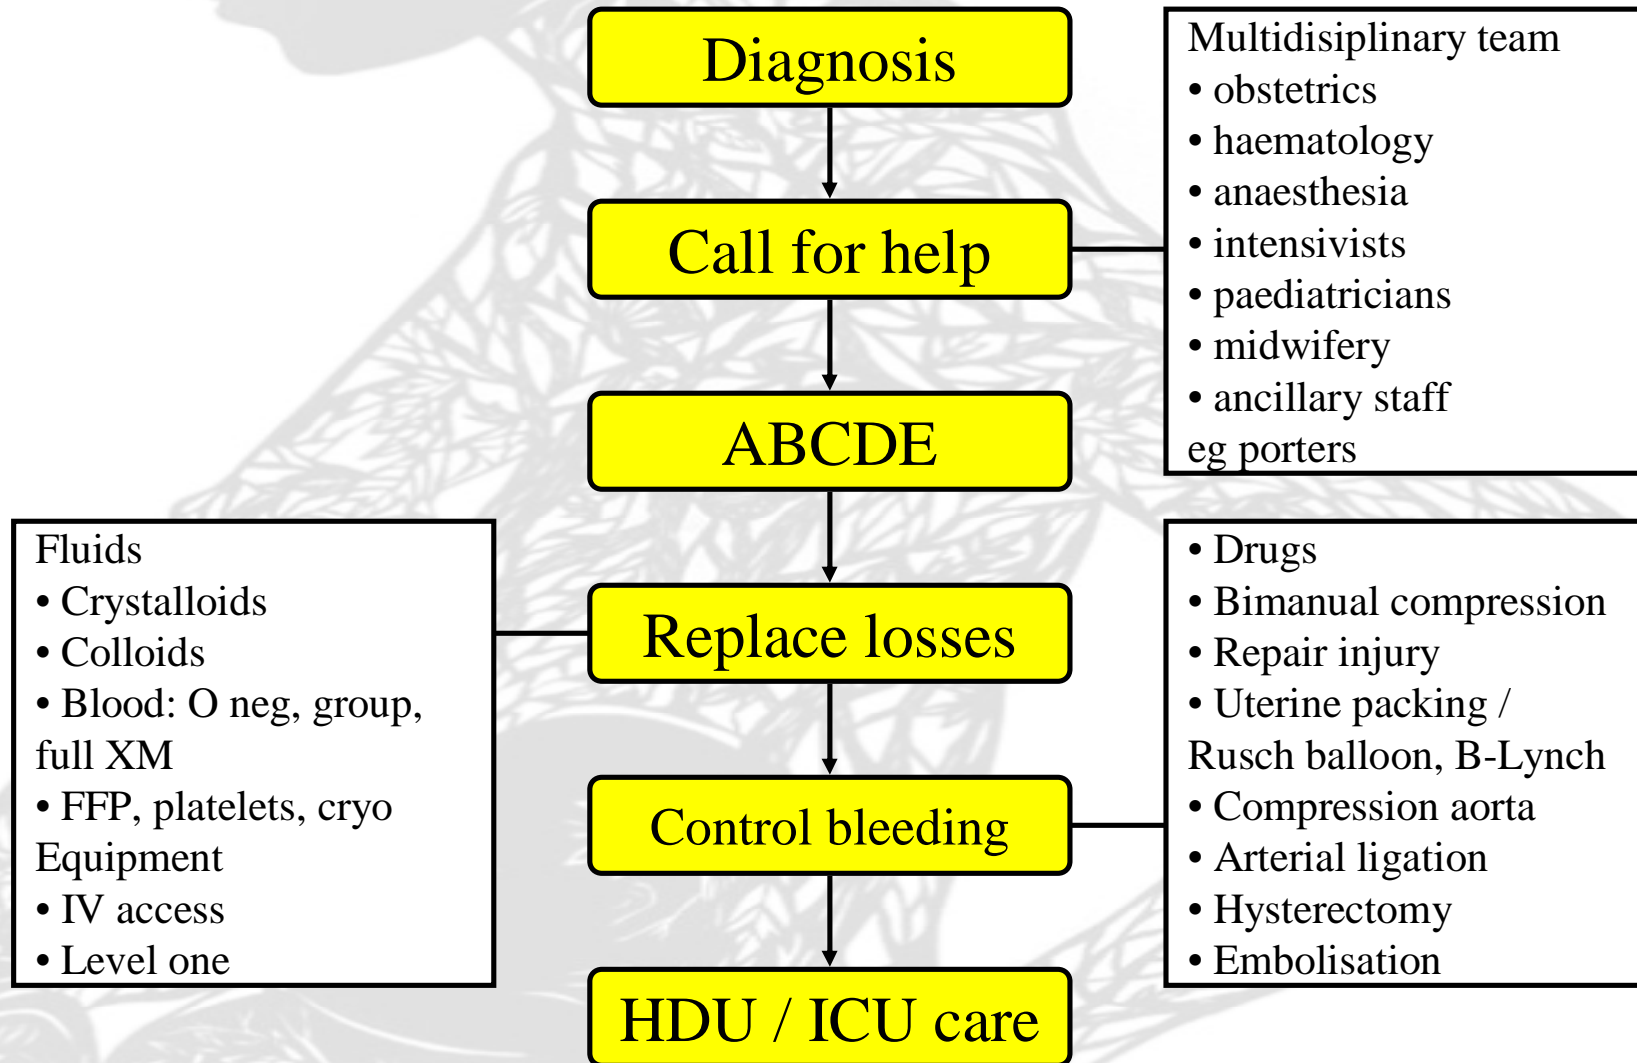 Diagnosis
Multidisiplinary team
• obstetrics
• haematology
• anaesthesia
• intensivists
• paediatricians
• midwifery
• ancillary staff
eg porters
Call for help
ABCDE
Fluids
• Crystalloids
• Colloids
• Blood: O neg, group,
full XM
• FFP, platelets, cryo
Equipment
• IV access
• Level one
Replace losses
• Drugs
• Bimanual compression
• Repair injury
• Uterine packing /
Rusch balloon, B-Lynch
• Compression aorta
• Arterial ligation
• Hysterectomy
• Embolisation
Control bleeding
HDU / ICU care